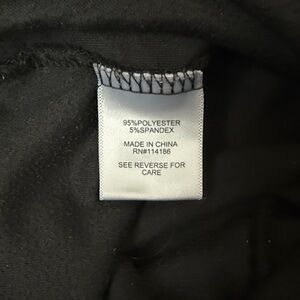 95%POLYESTER
5%SPANDEX
MADE IN CHINA
RN#114186
SEE REVERSE FOR
CARE